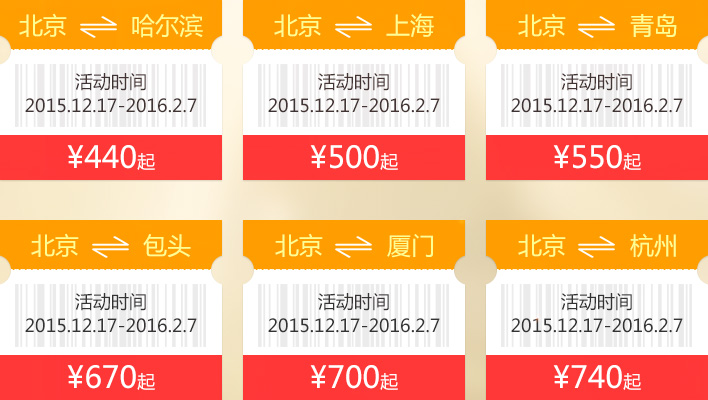 北京 ⇌ 哈尔滨
活动时间
2015.12.17-2016.2.7
¥440起
北京 ⇌ 上海
活动时间
2015.12.17-2016.2.7
¥500起
北京 ⇌ 青岛
活动时间
2015.12.17-2016.2.7
¥550起
北京 ⇌ 包头
活动时间
2015.12.17-2016.2.7
¥670起
北京 ⇌ 厦门
活动时间
2015.12.17-2016.2.7
¥700起
北京 ⇌ 杭州
活动时间
2015.12.17-2016.2.7
¥740起